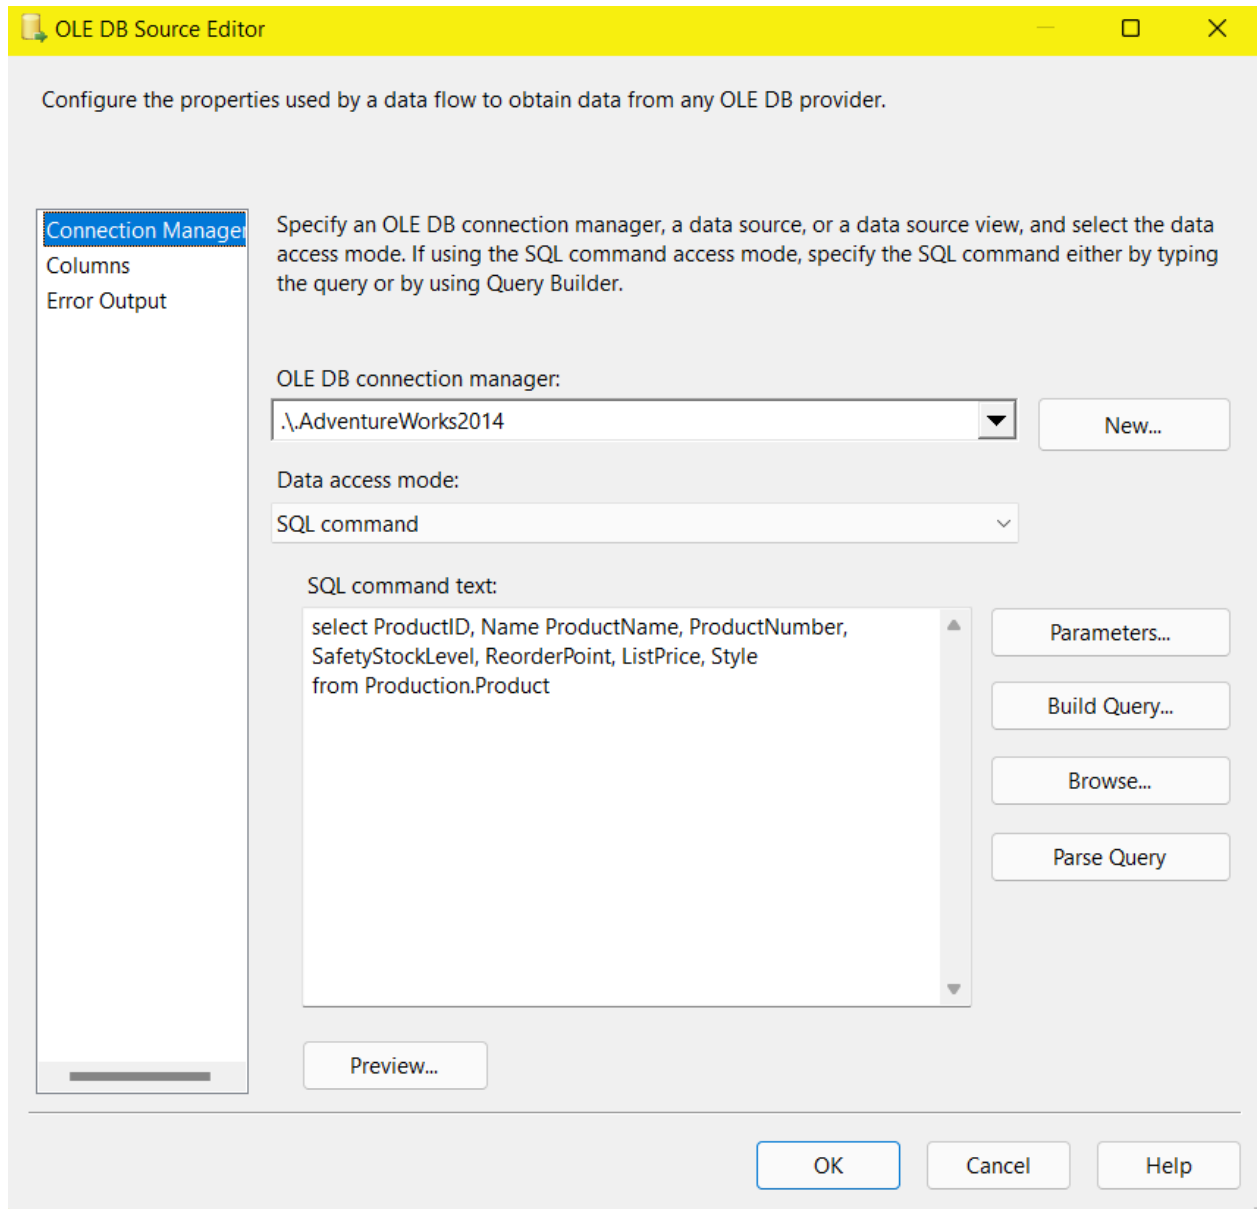 OLE DB Source Editor
Configure the properties used by a data flow to obtain data from any OLE DB provider.
Connection Manager
Columns
Error Output
Specify an OLE DB connection manager, a data source, or a data source view, and select the data
access mode. If using the SQL command access mode, specify the SQL command either by typing
the query or by using Query Builder.
OLE DB connection manager:
.\.AdventureWorks2014
New...
Data access mode:
SQL command
SQL command text:
select ProductID, Name ProductName, ProductNumber,
SafetyStockLevel, ReorderPoint, ListPrice, Style
from Production.Product
Parameters...
Build Query...
Browse...
Parse Query
Preview...
OK
Cancel
Help